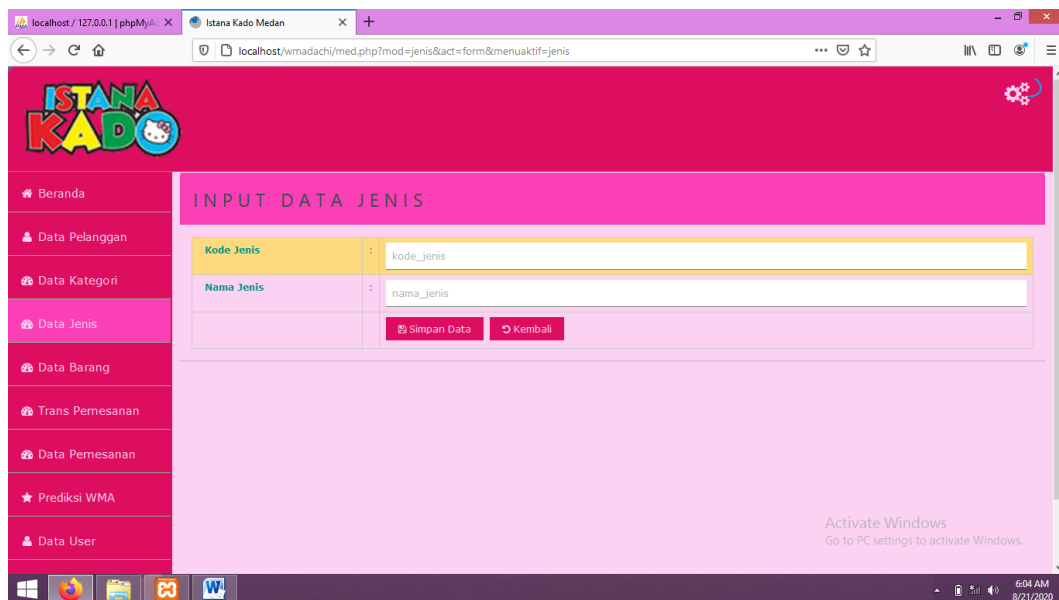 localhost / 127.0.0.1 | phpMyAd
Istana Kado Medan
localhost/wmadachi/med.php?mod=jenis&act=form&menuaktif=jenis
ISTANA
KADO
Beranda
Data Pelanggan
Data Kategori
Data Jenis
Data Barang
Trans Pemesanan
Data Pemesanan
Prediksi WMA
Data User
INPUT DATA JENIS
Kode Jenis : kode_jenis
Nama Jenis : nama_jenis
Simpan Data Kembali
Activate Windows
Go to PC settings to activate Windows.
6:04 AM
8/21/2020